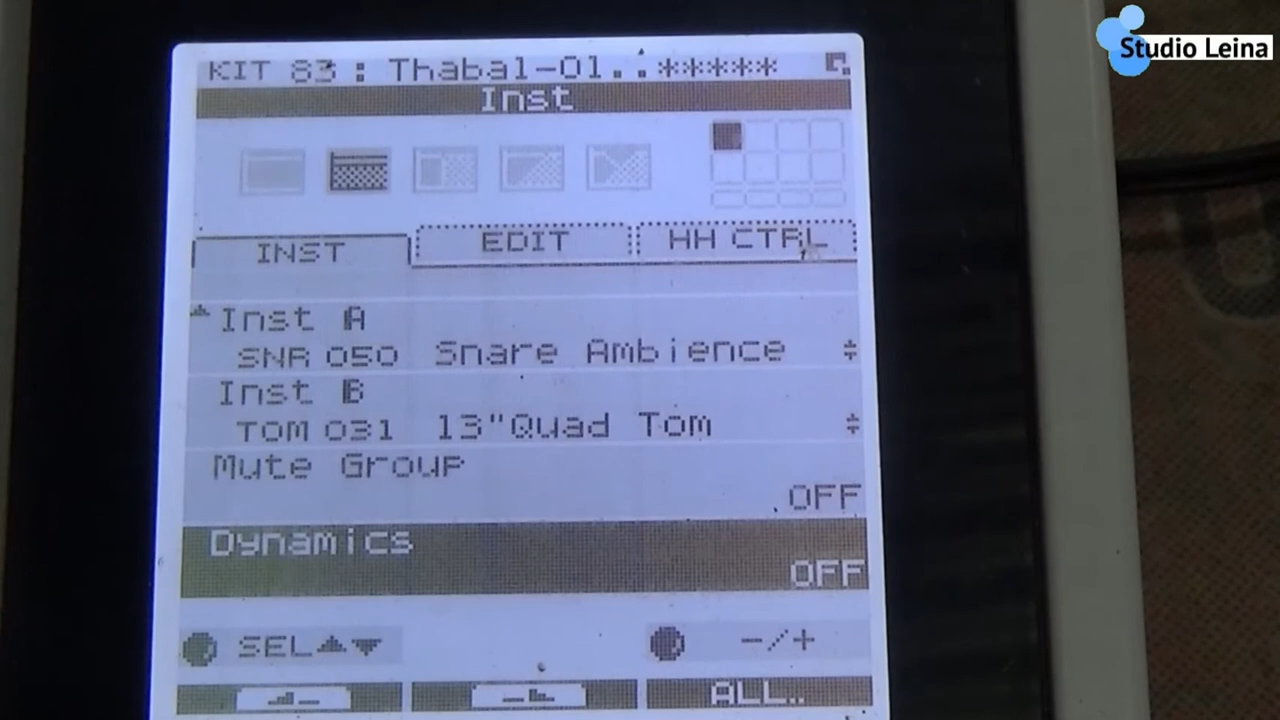 Studio Leina
KIT 83 : Thabal-01..*****
Inst
INST EDIT HH CTRL
Inst A
SNR 050 Snare Ambience
Inst B
TOM 031 13"Quad Tom
Mute Group
OFF
Dynamics
OFF
SEL▲▼ -/+
ALL..